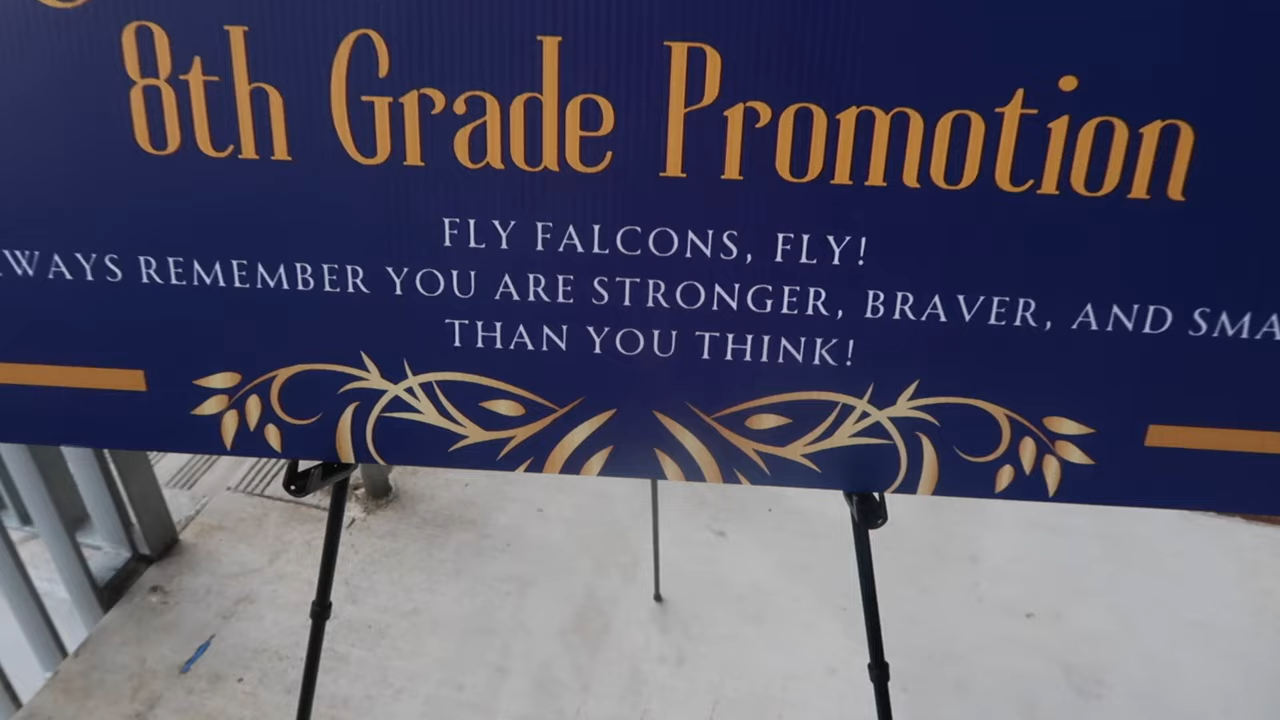 8th Grade Promotion
FLY FALCONS, FLY!
WAYS REMEMBER YOU ARE STRONGER, BRAVER, AND SMA
THAN YOU THINK!